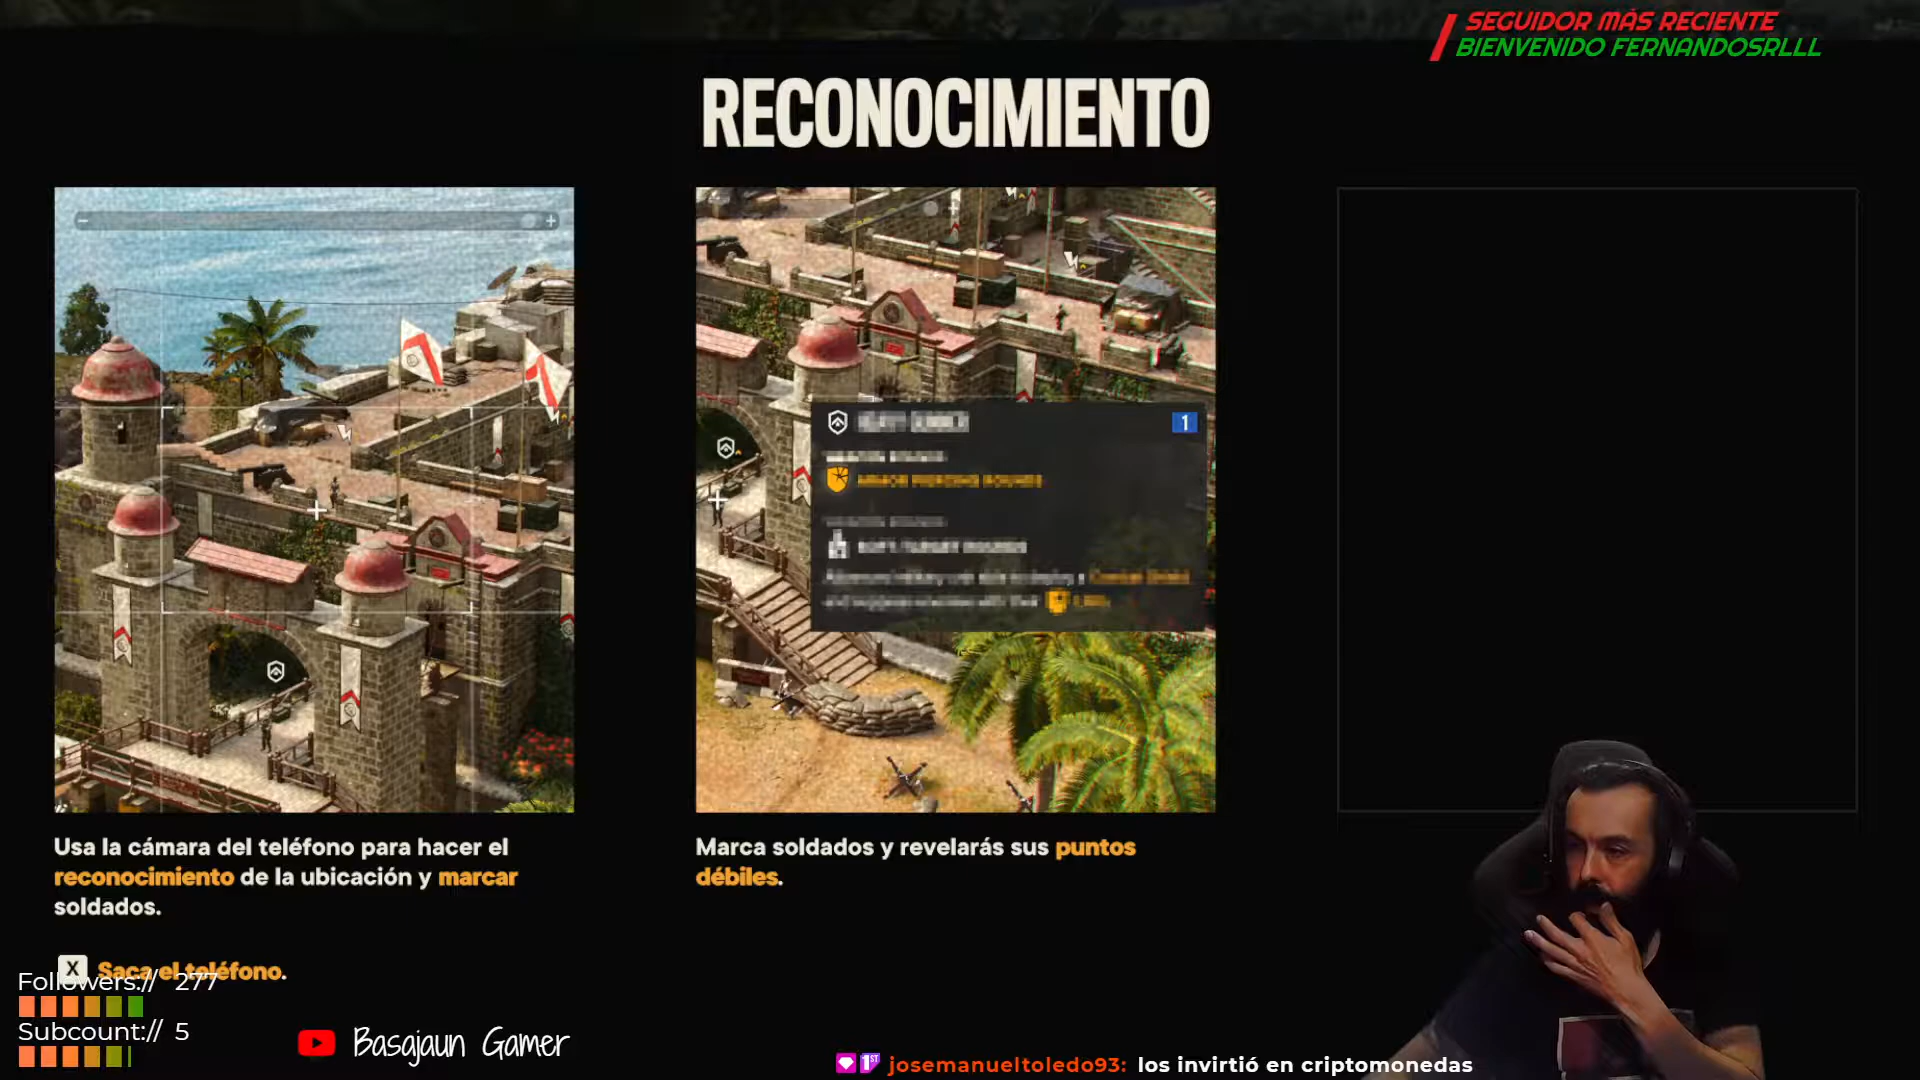 SEGUIDOR MÁS RECIENTE
BIENVENIDO FERNANDOSRLLL
RECONOCIMIENTO
1
Usa la cámara del teléfono para hacer el
reconocimiento de la ubicación y marcar
soldados.
X Saca el teléfono.
Marca soldados y revelarás sus puntos
débiles.
Followers:// 277
Subcount:// 5
Basajaun Gamer
1ST josemanueltoledo93: los invirtió en criptomonedas